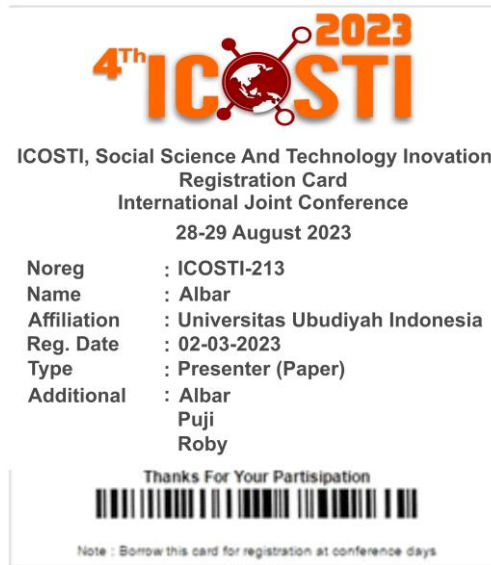 2023
4Th ICOSTI
ICOSTI, Social Science And Technology Inovation
Registration Card
International Joint Conference
28-29 August 2023
Noreg : ICOSTI-213
Name : Albar
Affiliation : Universitas Ubudiyah Indonesia
Reg. Date : 02-03-2023
Type : Presenter (Paper)
Additional : Albar
Puji
Roby
Thanks For Your Partisipation
Note : Borrow this card for registration at conference days